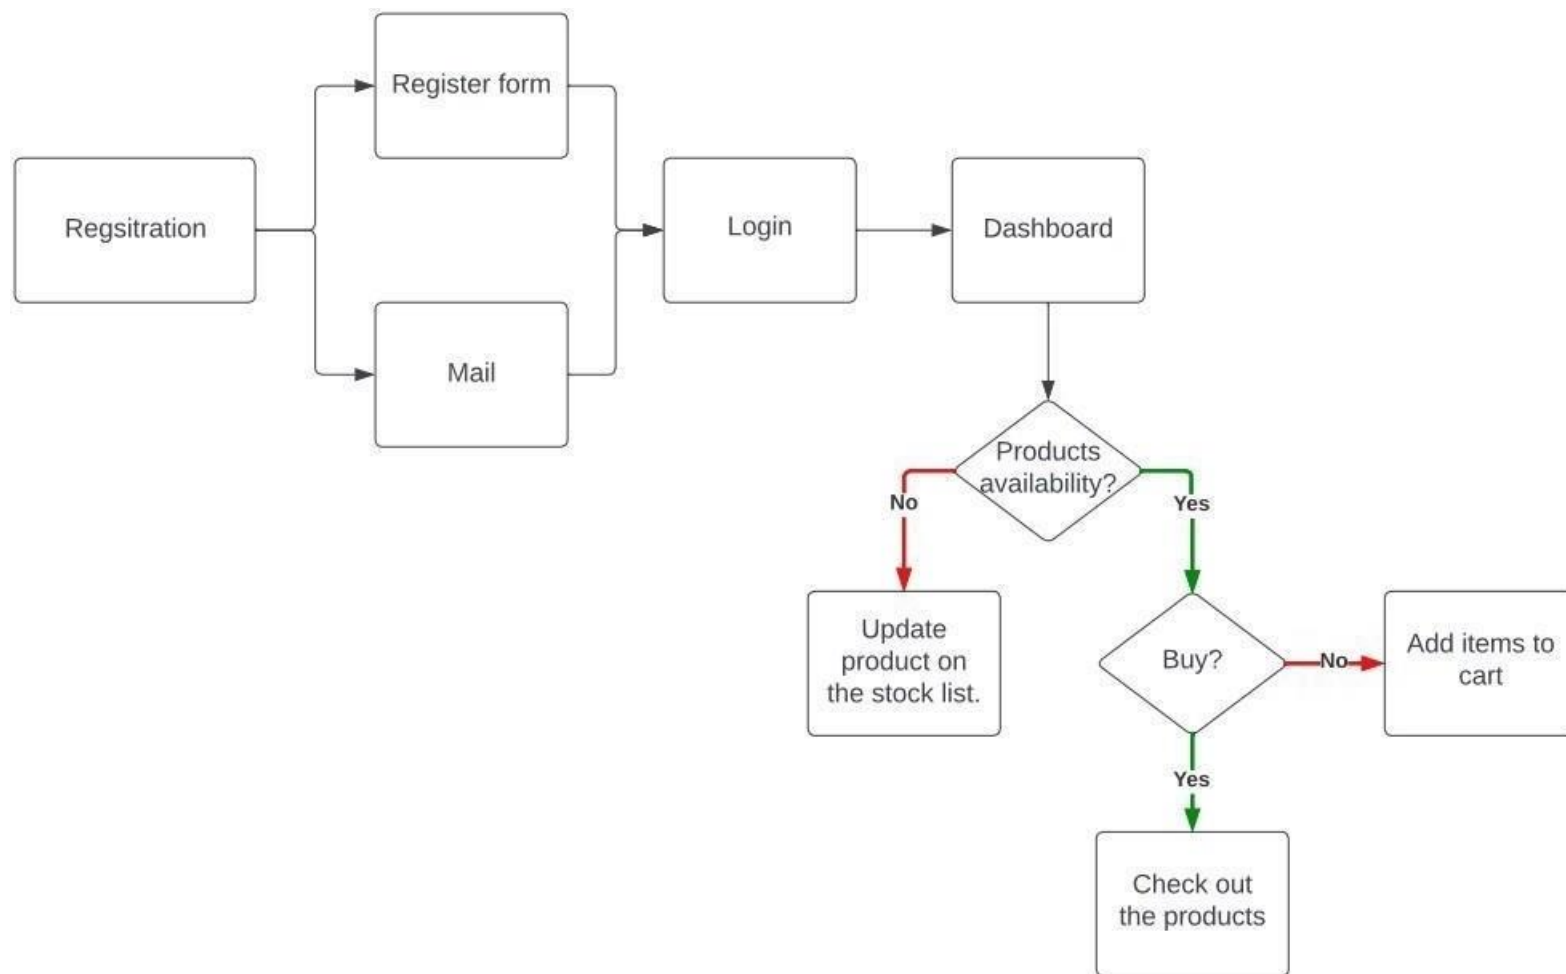 Register form
Regsitration
Login
Dashboard
Mail
Products
availability?
No
Yes
Update
product on
the stock list.
Buy?
No
Add items to
cart
Yes
Check out
the products